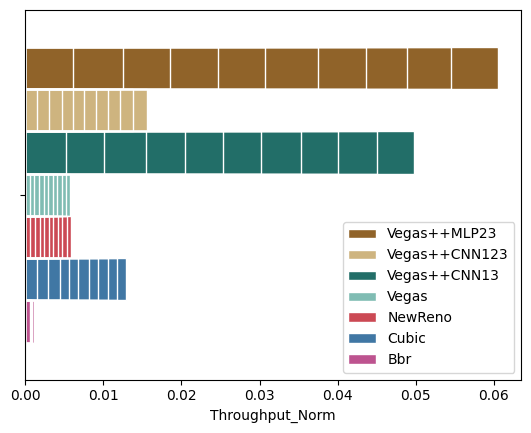 Vegas++MLP23
Vegas++CNN123
Vegas++CNN13
Vegas
NewReno
Cubic
Bbr
0.00 0.01 0.02 0.03 0.04 0.05 0.06
Throughput_Norm